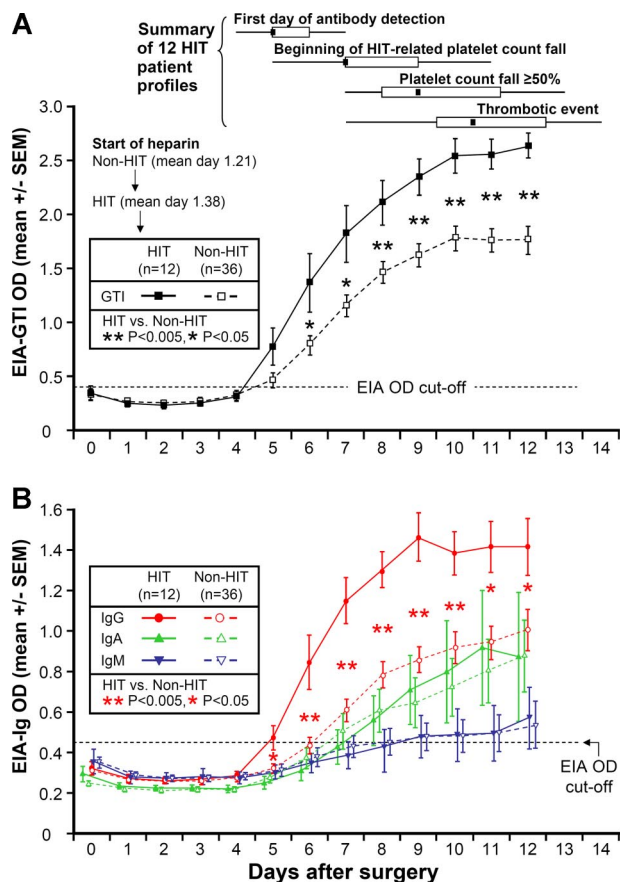 A
Summary
of 12 HIT
patient
profiles
First day of antibody detection
Beginning of HIT-related platelet count fall
Platelet count fall ≥50%
Thrombotic event
EIA-GTI OD (mean +/- SEM)
3.0
2.5
2.0
1.5
1.0
0.5
0
Start of heparin
Non-HIT (mean day 1.21)
HIT (mean day 1.38)
HIT Non-HIT
(n=12) (n=36)
GTI
HIT vs. Non-HIT
** P<0.005, * P<0.05
* * ** ** ** ** **
EIA OD cut-off
0 1 2 3 4 5 6 7 8 9 10 11 12 13 14
B
EIA-Ig OD (mean +/- SEM)
1.6
1.4
1.2
1.0
0.8
0.6
0.4
0.2
0
HIT Non-HIT
(n=12) (n=36)
IgG
IgA
IgM
HIT vs. Non-HIT
** P<0.005, * P<0.05
* ** ** ** ** ** * *
EIA OD
cut-off
0 1 2 3 4 5 6 7 8 9 10 11 12 13 14
Days after surgery